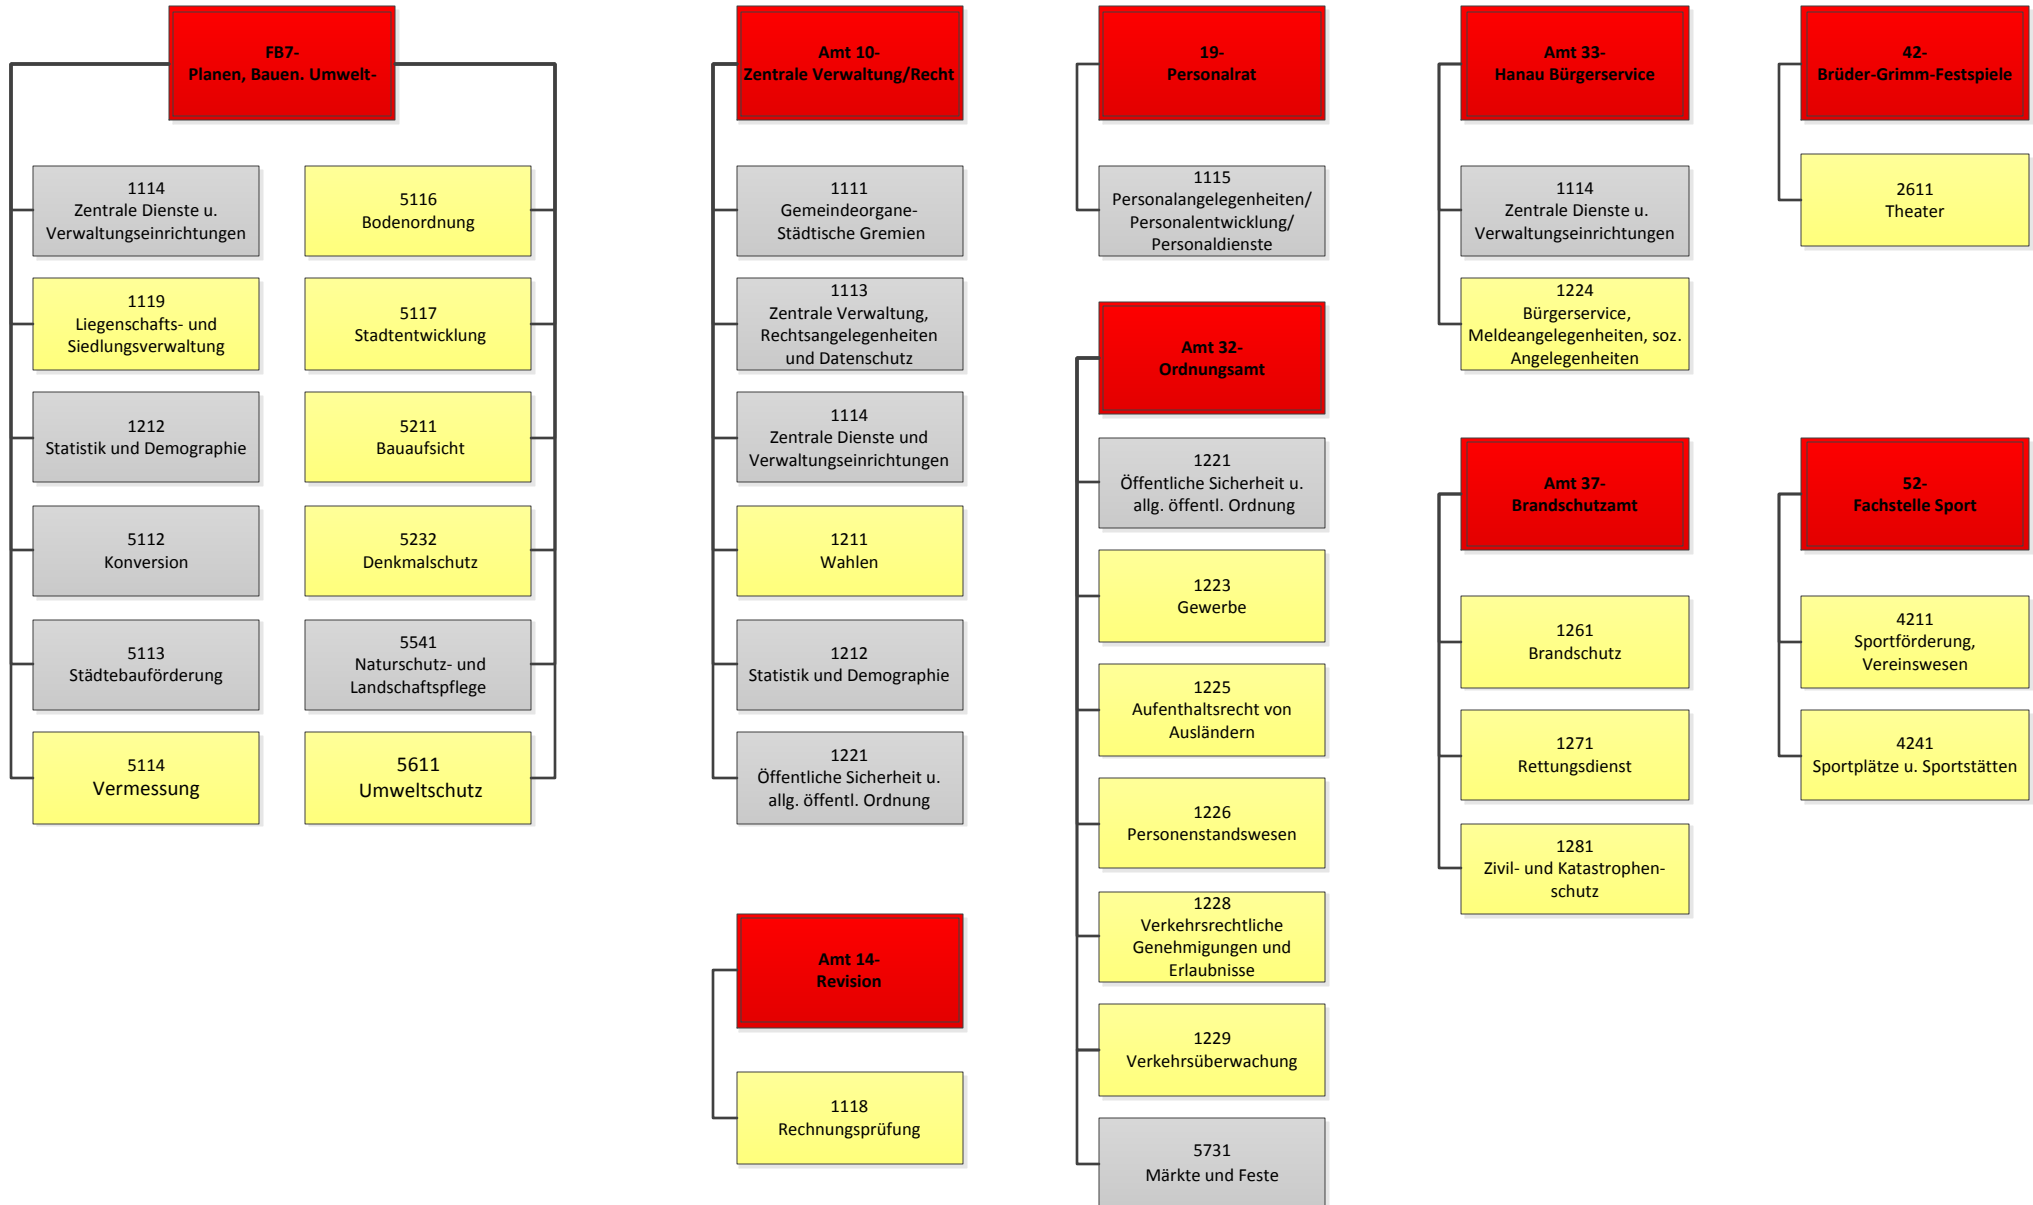 FB7-
Planen, Bauen. Umwelt-
1114
Zentrale Dienste u.
Verwaltungseinrichtungen
1119
Liegenschafts- und
Siedlungsverwaltung
1212
Statistik und Demographie
5112
Konversion
5113
Städtebauförderung
5114
Vermessung
5116
Bodenordnung
5117
Stadtentwicklung
5211
Bauaufsicht
5232
Denkmalschutz
5541
Naturschutz- und
Landschaftspflege
5611
Umweltschutz
Amt 10-
Zentrale Verwaltung/Recht
1111
Gemeindeorgane-
Städtische Gremien
1113
Zentrale Verwaltung,
Rechtsangelegenheiten
und Datenschutz
1114
Zentrale Dienste und
Verwaltungseinrichtungen
1211
Wahlen
1212
Statistik und Demographie
1221
Öffentliche Sicherheit u.
allg. öffentl. Ordnung
Amt 14-
Revision
1118
Rechnungsprüfung
19-
Personalrat
1115
Personalangelegenheiten/
Personalentwicklung/
Personaldienste
Amt 32-
Ordnungsamt
1221
Öffentliche Sicherheit u.
allg. öffentl. Ordnung
1223
Gewerbe
1225
Aufenthaltsrecht von
Ausländern
1226
Personenstandswesen
1228
Verkehrsrechtliche
Genehmigungen und
Erlaubnisse
1229
Verkehrsüberwachung
5731
Märkte und Feste
Amt 33-
Hanau Bürgerservice
1114
Zentrale Dienste u.
Verwaltungseinrichtungen
1224
Bürgerservice,
Meldeangelegenheiten, soz.
Angelegenheiten
Amt 37-
Brandschutzamt
1261
Brandschutz
1271
Rettungsdienst
1281
Zivil- und Katastrophen-
schutz
42-
Brüder-Grimm-Festspiele
2611
Theater
52-
Fachstelle Sport
4211
Sportförderung,
Vereinswesen
4241
Sportplätze u. Sportstätten